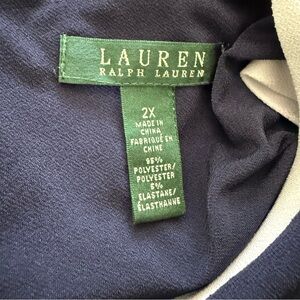 LAUREN
RALPH LAUREN
2X
MADE IN
CHINA
FABRIQUÉ EN
CHINE
95%
POLYESTER/
POLYESTER
5%
ELASTANE/
ÉLASTHANNE